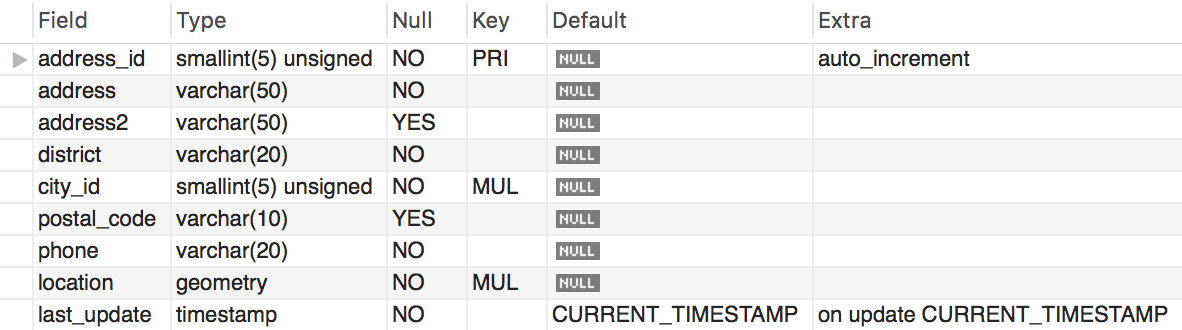 Field Type Null Key Default Extra
address_id smallint(5) unsigned NO PRI NULL auto_increment
address varchar(50) NO NULL
address2 varchar(50) YES NULL
district varchar(20) NO NULL
city_id smallint(5) unsigned NO MUL NULL
postal_code varchar(10) YES NULL
phone varchar(20) NO NULL
location geometry NO MUL NULL
last_update timestamp NO CURRENT_TIMESTAMP on update CURRENT_TIMESTAMP